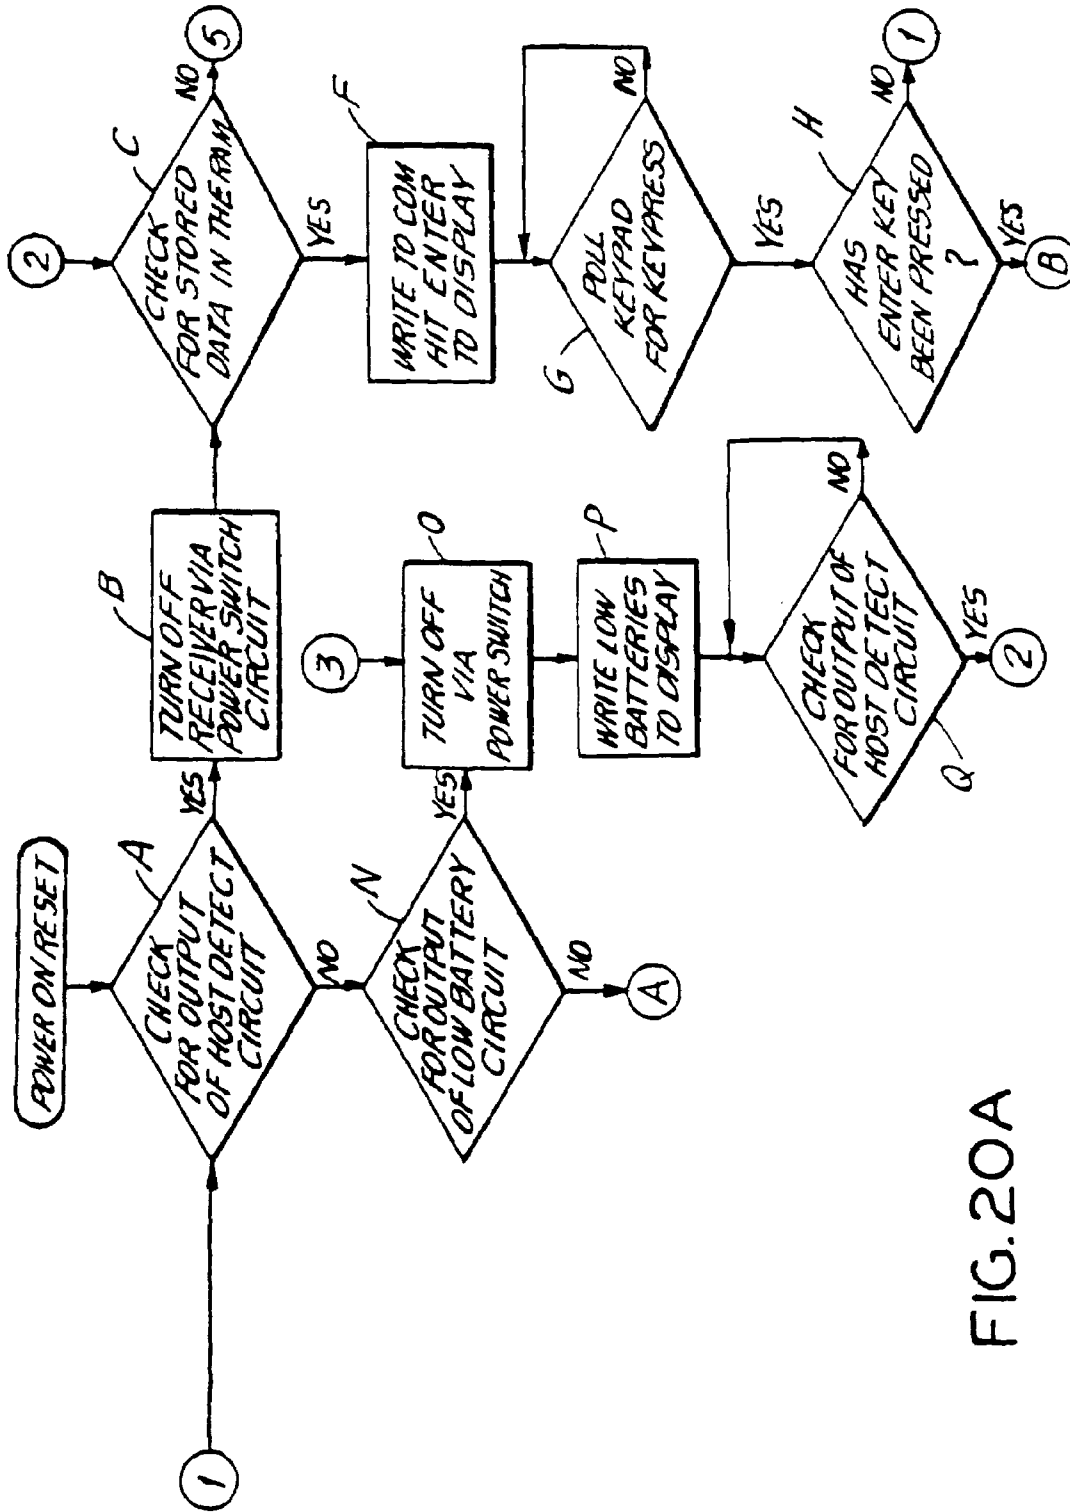 POWER ON RESET
1
A
CHECK
FOR OUTPUT
OF HOST DETECT
CIRCUIT
YES
NO
B
TURN OFF
RECEIVER VIA
POWER SWITCH
CIRCUIT
2
C
CHECK
FOR STORED
DATA IN THE RAM
NO
5
YES
F
WRITE TO COM
HIT ENTER
TO DISPLAY
G
POLL
KEYPAD
FOR KEYPRESS
NO
YES
H
HAS
ENTER KEY
BEEN PRESSED
?
NO
1
YES
B
N
CHECK
FOR OUTPUT
OF LOW BATTERY
CIRCUIT
YES
NO
A
3
O
TURN OFF
VIA
POWER SWITCH
P
WRITE LOW
BATTERIES
TO DISPLAY
Q
CHECK
FOR OUTPUT OF
HOST DETECT
CIRCUIT
NO
YES
2
FIG. 20A